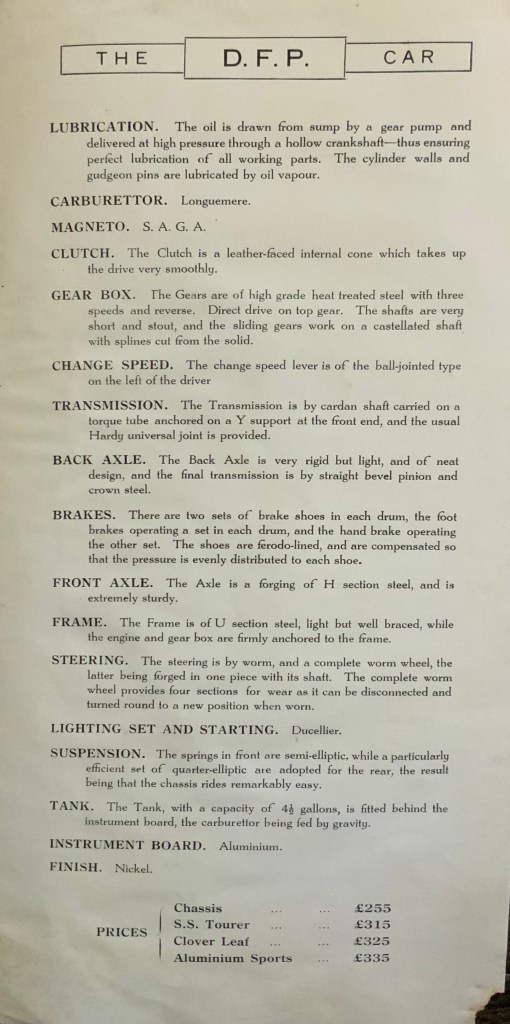 THE D. F. P. CAR
LUBRICATION. The oil is drawn from sump by a gear pump and
delivered at high pressure through a hollow crankshaft—thus ensuring
perfect lubrication of all working parts. The cylinder walls and
gudgeon pins are lubricated by oil vapour.
CARBURETTOR. Longuemere.
MAGNETO. S. A. G. A.
CLUTCH. The Clutch is a leather-faced internal cone which takes up
the drive very smoothly.
GEAR BOX. The Gears are of high grade heat treated steel with three
speeds and reverse. Direct drive on top gear. The shafts are very
short and stout, and the sliding gears work on a castellated shaft
with splines cut from the solid.
CHANGE SPEED. The change speed lever is of the ball-jointed type
on the left of the driver
TRANSMISSION. The Transmission is by cardan shaft carried on a
torque tube anchored on a Y support at the front end, and the usual
Hardy universal joint is provided.
BACK AXLE. The Back Axle is very rigid but light, and of neat
design, and the final transmission is by straight bevel pinion and
crown steel.
BRAKES. There are two sets of brake shoes in each drum, the foot
brakes operating a set in each drum, and the hand brake operating
the other set. The shoes are ferodo-lined, and are compensated so
that the pressure is evenly distributed to each shoe.
FRONT AXLE. The Axle is a forging of H section steel, and is
extremely sturdy.
FRAME. The Frame is of U section steel, light but well braced, while
the engine and gear box are firmly anchored to the frame.
STEERING. The steering is by worm, and a complete worm wheel, the
latter being forged in one piece with its shaft. The complete worm
wheel provides four sections for wear as it can be disconnected and
turned round to a new position when worn.
LIGHTING SET AND STARTING. Ducellier.
SUSPENSION. The springs in front are semi-elliptic, while a particularly
efficient set of quarter-elliptic are adopted for the rear, the result
being that the chassis rides remarkably easy.
TANK. The Tank, with a capacity of 4½ gallons, is fitted behind the
instrument board, the carburettor being fed by gravity.
INSTRUMENT BOARD. Aluminium.
FINISH. Nickel.
PRICES
Chassis ... ... £255
S.S. Tourer ... ... £315
Clover Leaf ... ... £325
Aluminium Sports ... £335